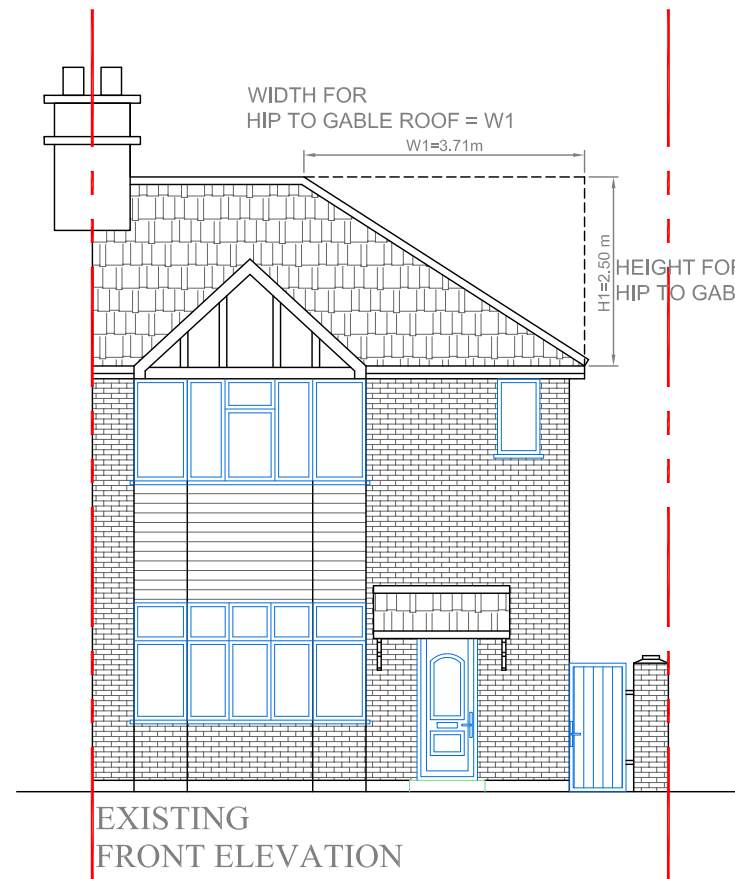 WIDTH FOR
HIP TO GABLE ROOF = W1
W1=3.71m
H1=2.50 m
HEIGHT FOR
HIP TO GAB
EXISTING
FRONT ELEVATION